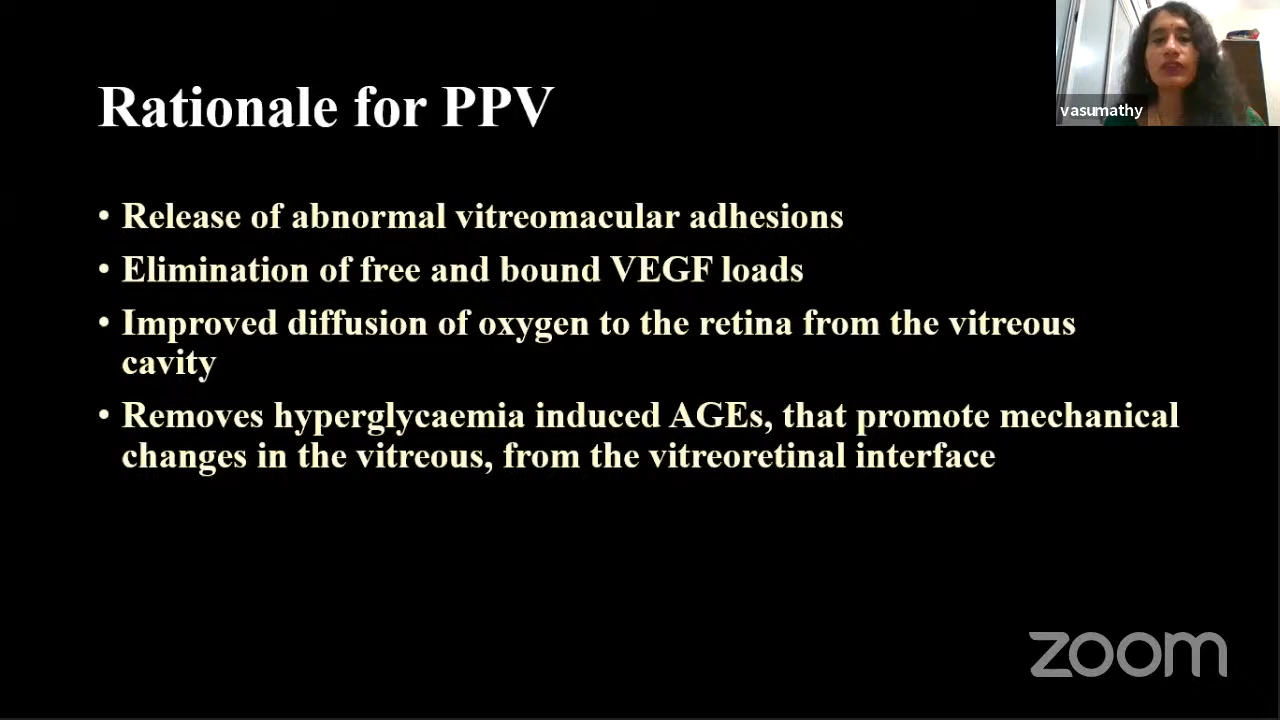 Rationale for PPV
vasumathy
• Release of abnormal vitreomacular adhesions
• Elimination of free and bound VEGF loads
• Improved diffusion of oxygen to the retina from the vitreous
cavity
• Removes hyperglycaemia induced AGEs, that promote mechanical
changes in the vitreous, from the vitreoretinal interface
zoom